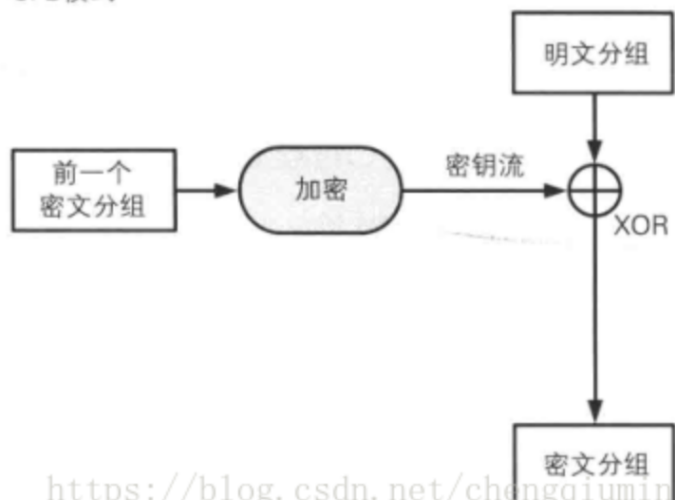 明文分组
前一个
密文分组
加密
密钥流
XOR
密文分组
https://blog.csdn.net/chengqiumin